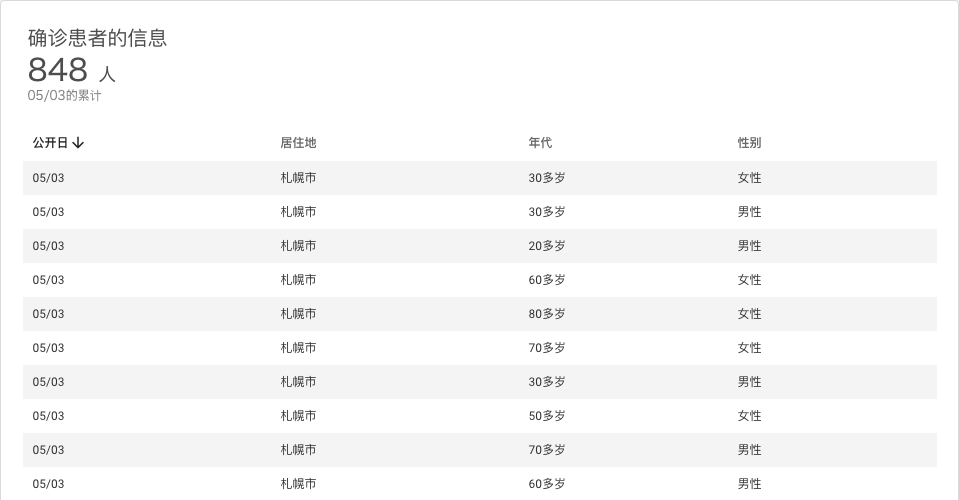 确诊患者的信息
848 人
05/03的累计
公开日↓ 居住地 年代 性别
05/03 札幌市 30多岁 女性
05/03 札幌市 30多岁 男性
05/03 札幌市 20多岁 男性
05/03 札幌市 60多岁 女性
05/03 札幌市 80多岁 女性
05/03 札幌市 70多岁 女性
05/03 札幌市 30多岁 男性
05/03 札幌市 50多岁 女性
05/03 札幌市 70多岁 男性
05/03 札幌市 60多岁 男性